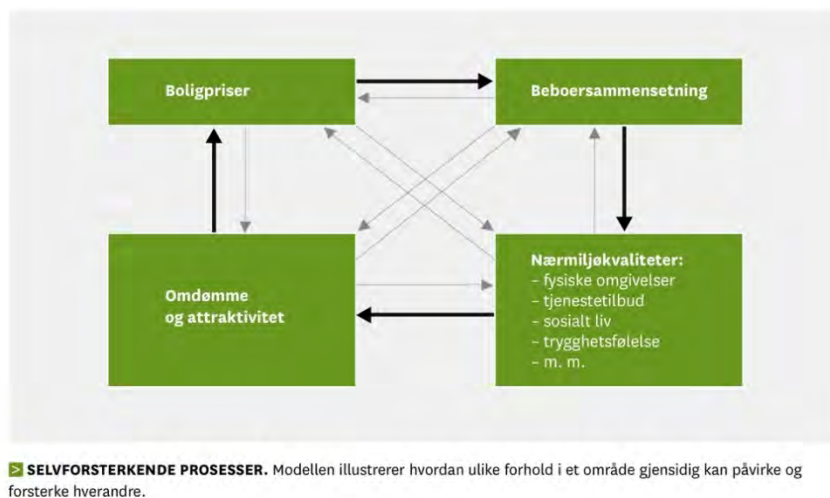 Boligpriser
Beboersammensetning
Omdømme
og attraktivitet
Nærmiljøkvaliteter:
– fysiske omgivelser
– tjenestetilbud
– sosialt liv
– trygghetsfølelse
– m. m.
> SELVFORSTERKENDE PROSESSER. Modellen illustrerer hvordan ulike forhold i et område gjensidig kan påvirke og
forsterke hverandre.